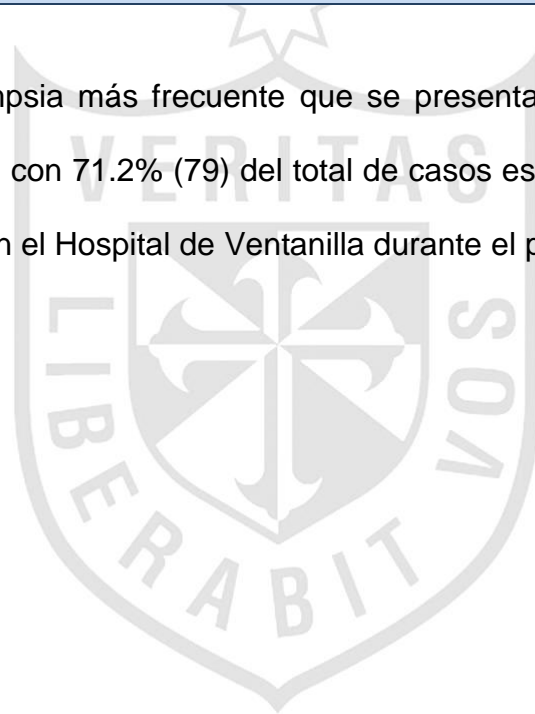 psia más frecuente que se presenta
con 71.2% (79) del total de casos es
el Hospital de Ventanilla durante el
VERITAS
LIBERABIT VOS